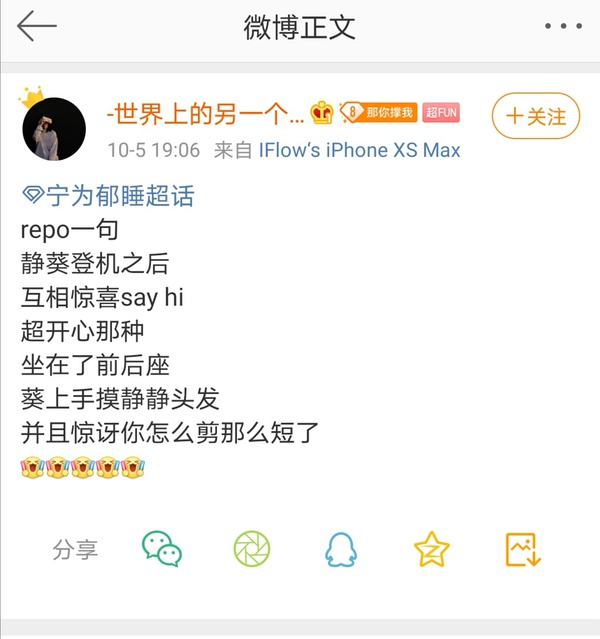 微博正文
-世界上的另一个...
8 那你撑我
超FUN
+关注
10-5 19:06 来自 IFlow's iPhone XS Max
宁为郁睡超话
repo一句
静葵登机之后
互相惊喜say hi
超开心那种
坐在了前后座
葵上手摸静静头发
并且惊讶你怎么剪那么短了
分享